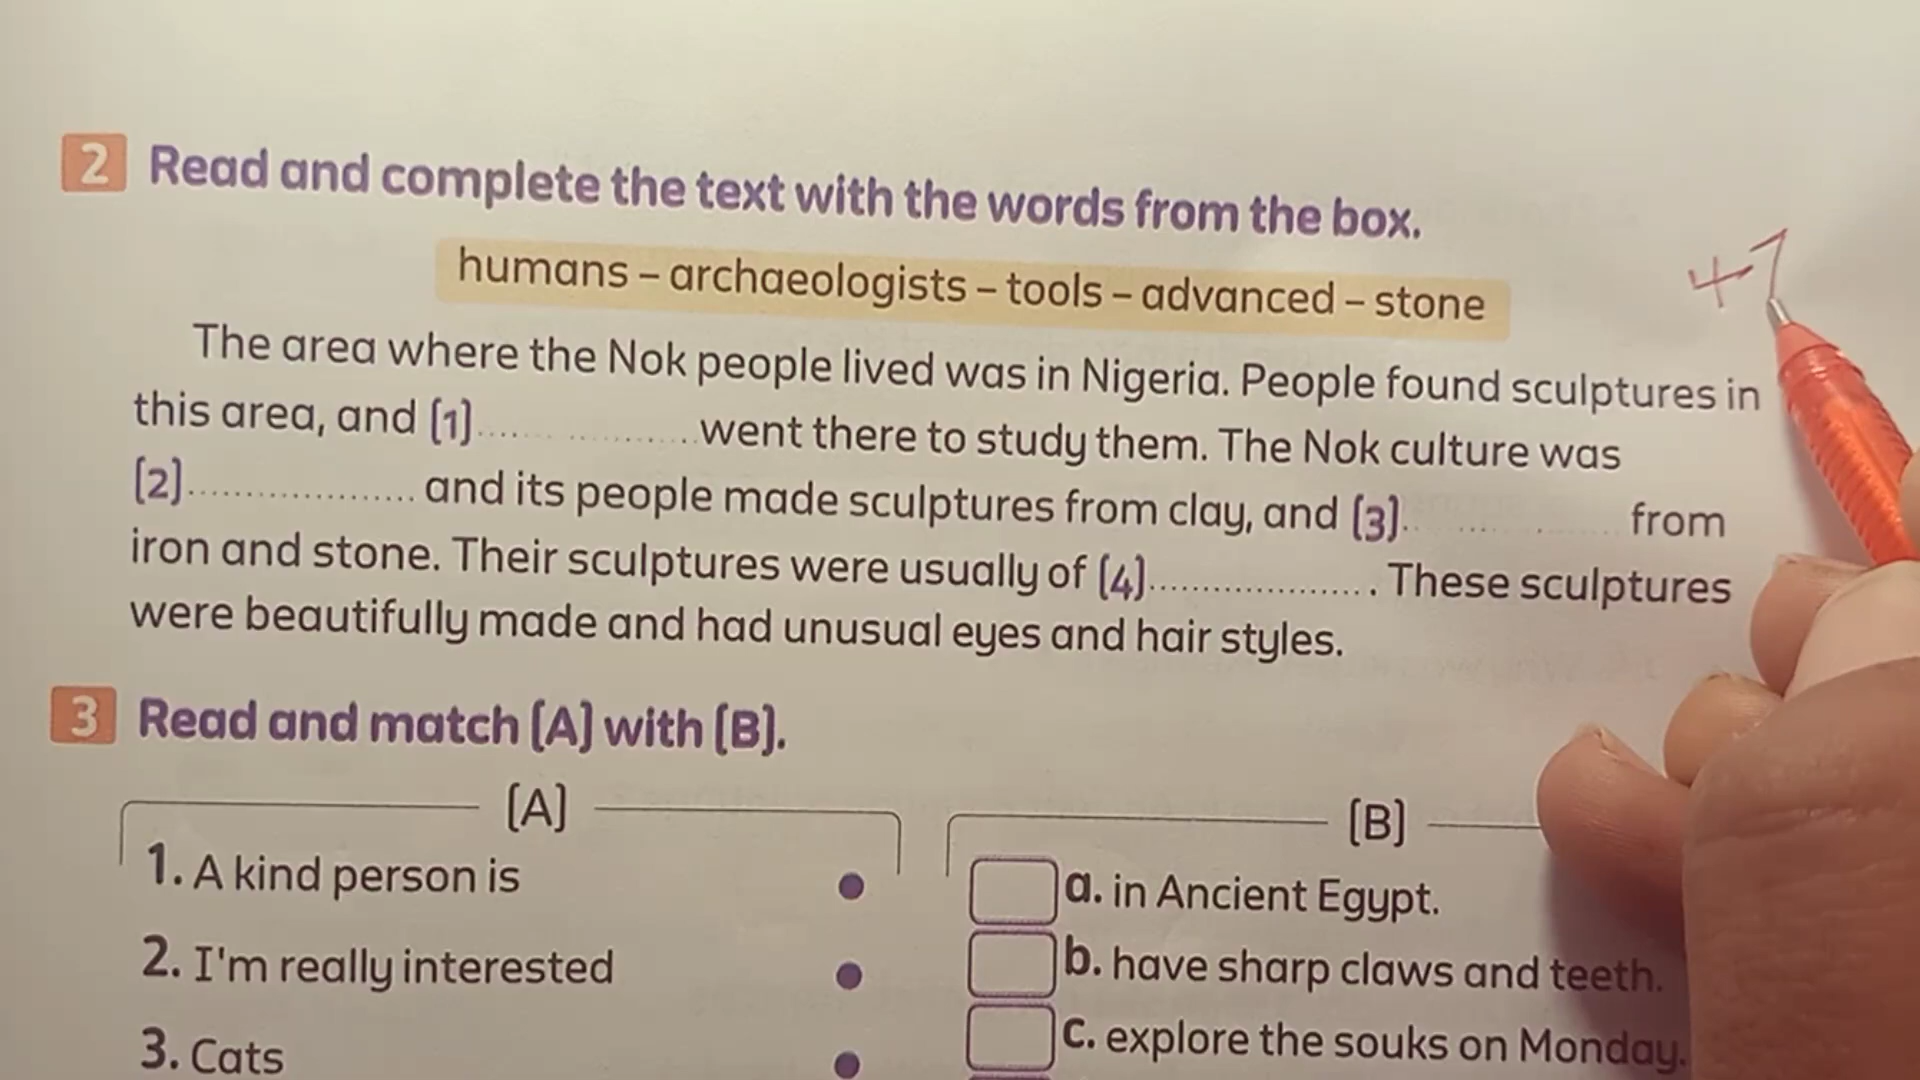 2 Read and complete the text with the words from the box.
humans – archaeologists – tools – advanced – stone
+7
The area where the Nok people lived was in Nigeria. People found sculptures in
this area, and (1).................... went there to study them. The Nok culture was
(2).................... and its people made sculptures from clay, and (3).................... from
iron and stone. Their sculptures were usually of (4).................... . These sculptures
were beautifully made and had unusual eyes and hair styles.
3 Read and match (A) with (B).
(A)
1. A kind person is
2. I'm really interested
3. Cats
(B)
a. in Ancient Egypt.
b. have sharp claws and teeth.
c. explore the souks on Monday.